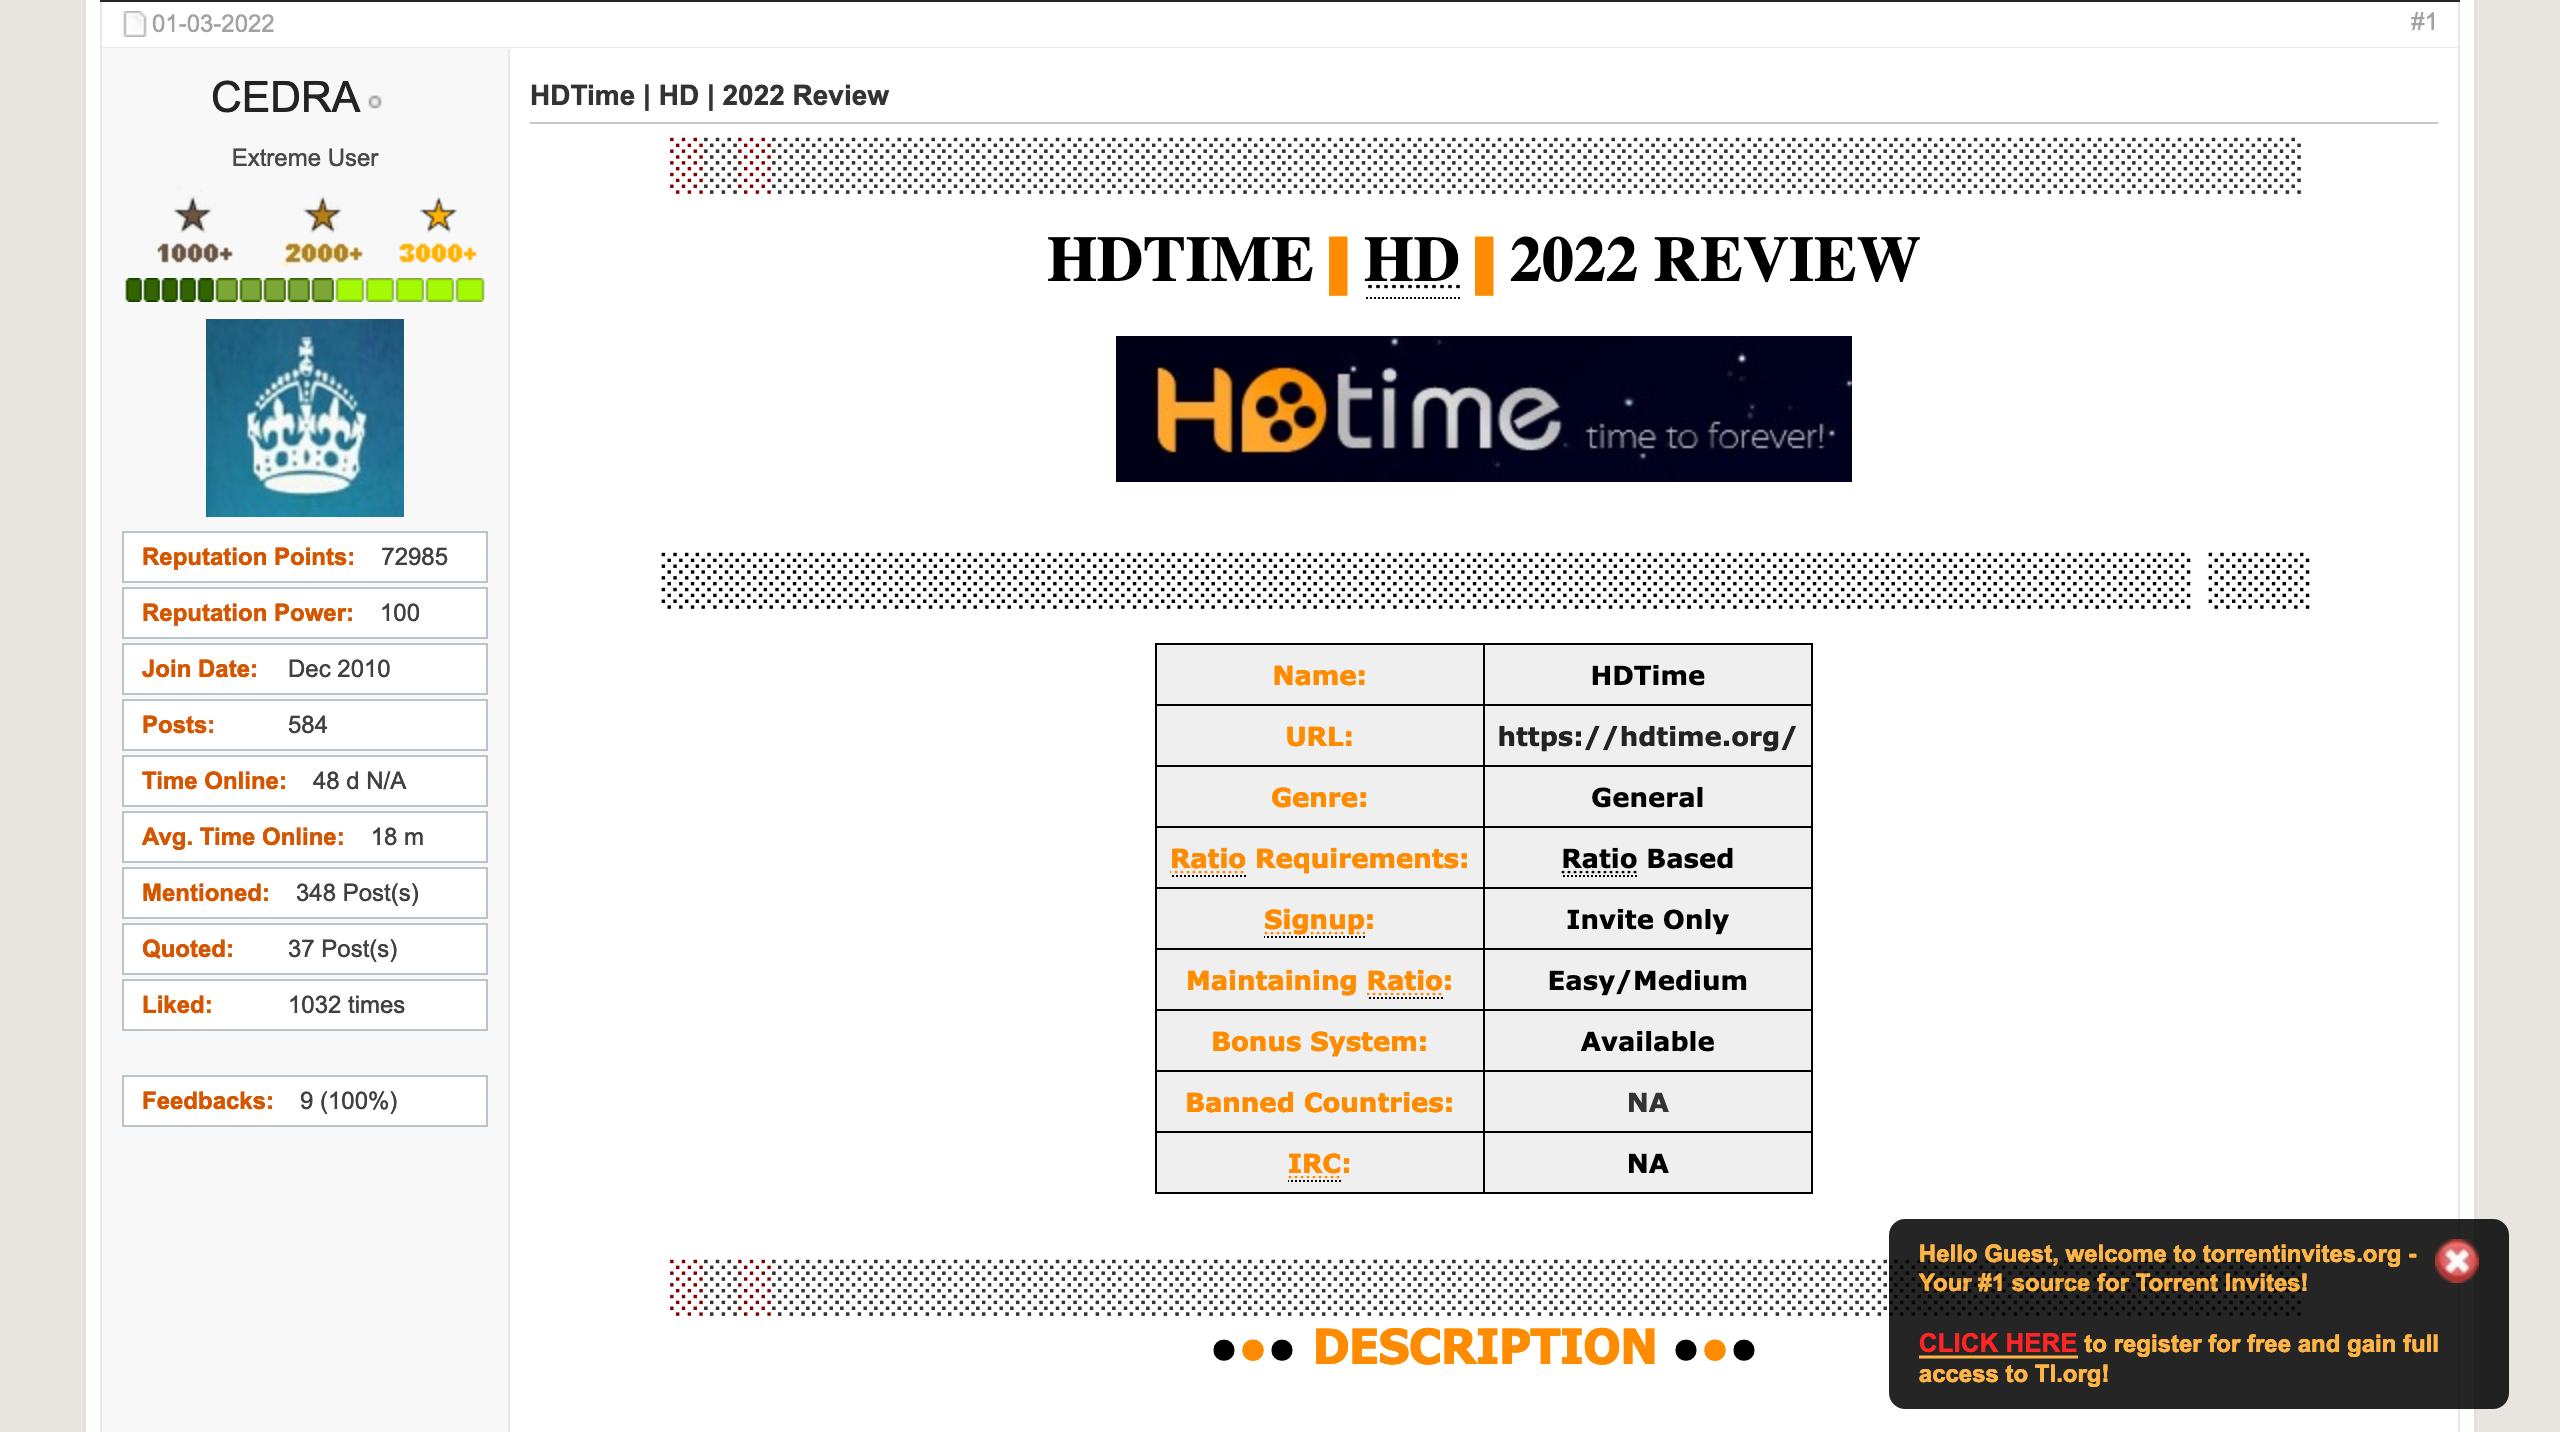 01-03-2022
#1
CEDRA
Extreme User
1000+ 2000+ 3000+
Reputation Points: 72985
Reputation Power: 100
Join Date: Dec 2010
Posts: 584
Time Online: 48 d N/A
Avg. Time Online: 18 m
Mentioned: 348 Post(s)
Quoted: 37 Post(s)
Liked: 1032 times
Feedbacks: 9 (100%)
HDTime | HD | 2022 Review
HDTIME | HD | 2022 REVIEW
HDtime time to forever!
Name: HDTime
URL: https://hdtime.org/
Genre: General
Ratio Requirements: Ratio Based
Signup: Invite Only
Maintaining Ratio: Easy/Medium
Bonus System: Available
Banned Countries: NA
IRC: NA
●●● DESCRIPTION ●●●
Hello Guest, welcome to torrentinvites.org -
Your #1 source for Torrent Invites!
CLICK HERE to register for free and gain full
access to TI.org!